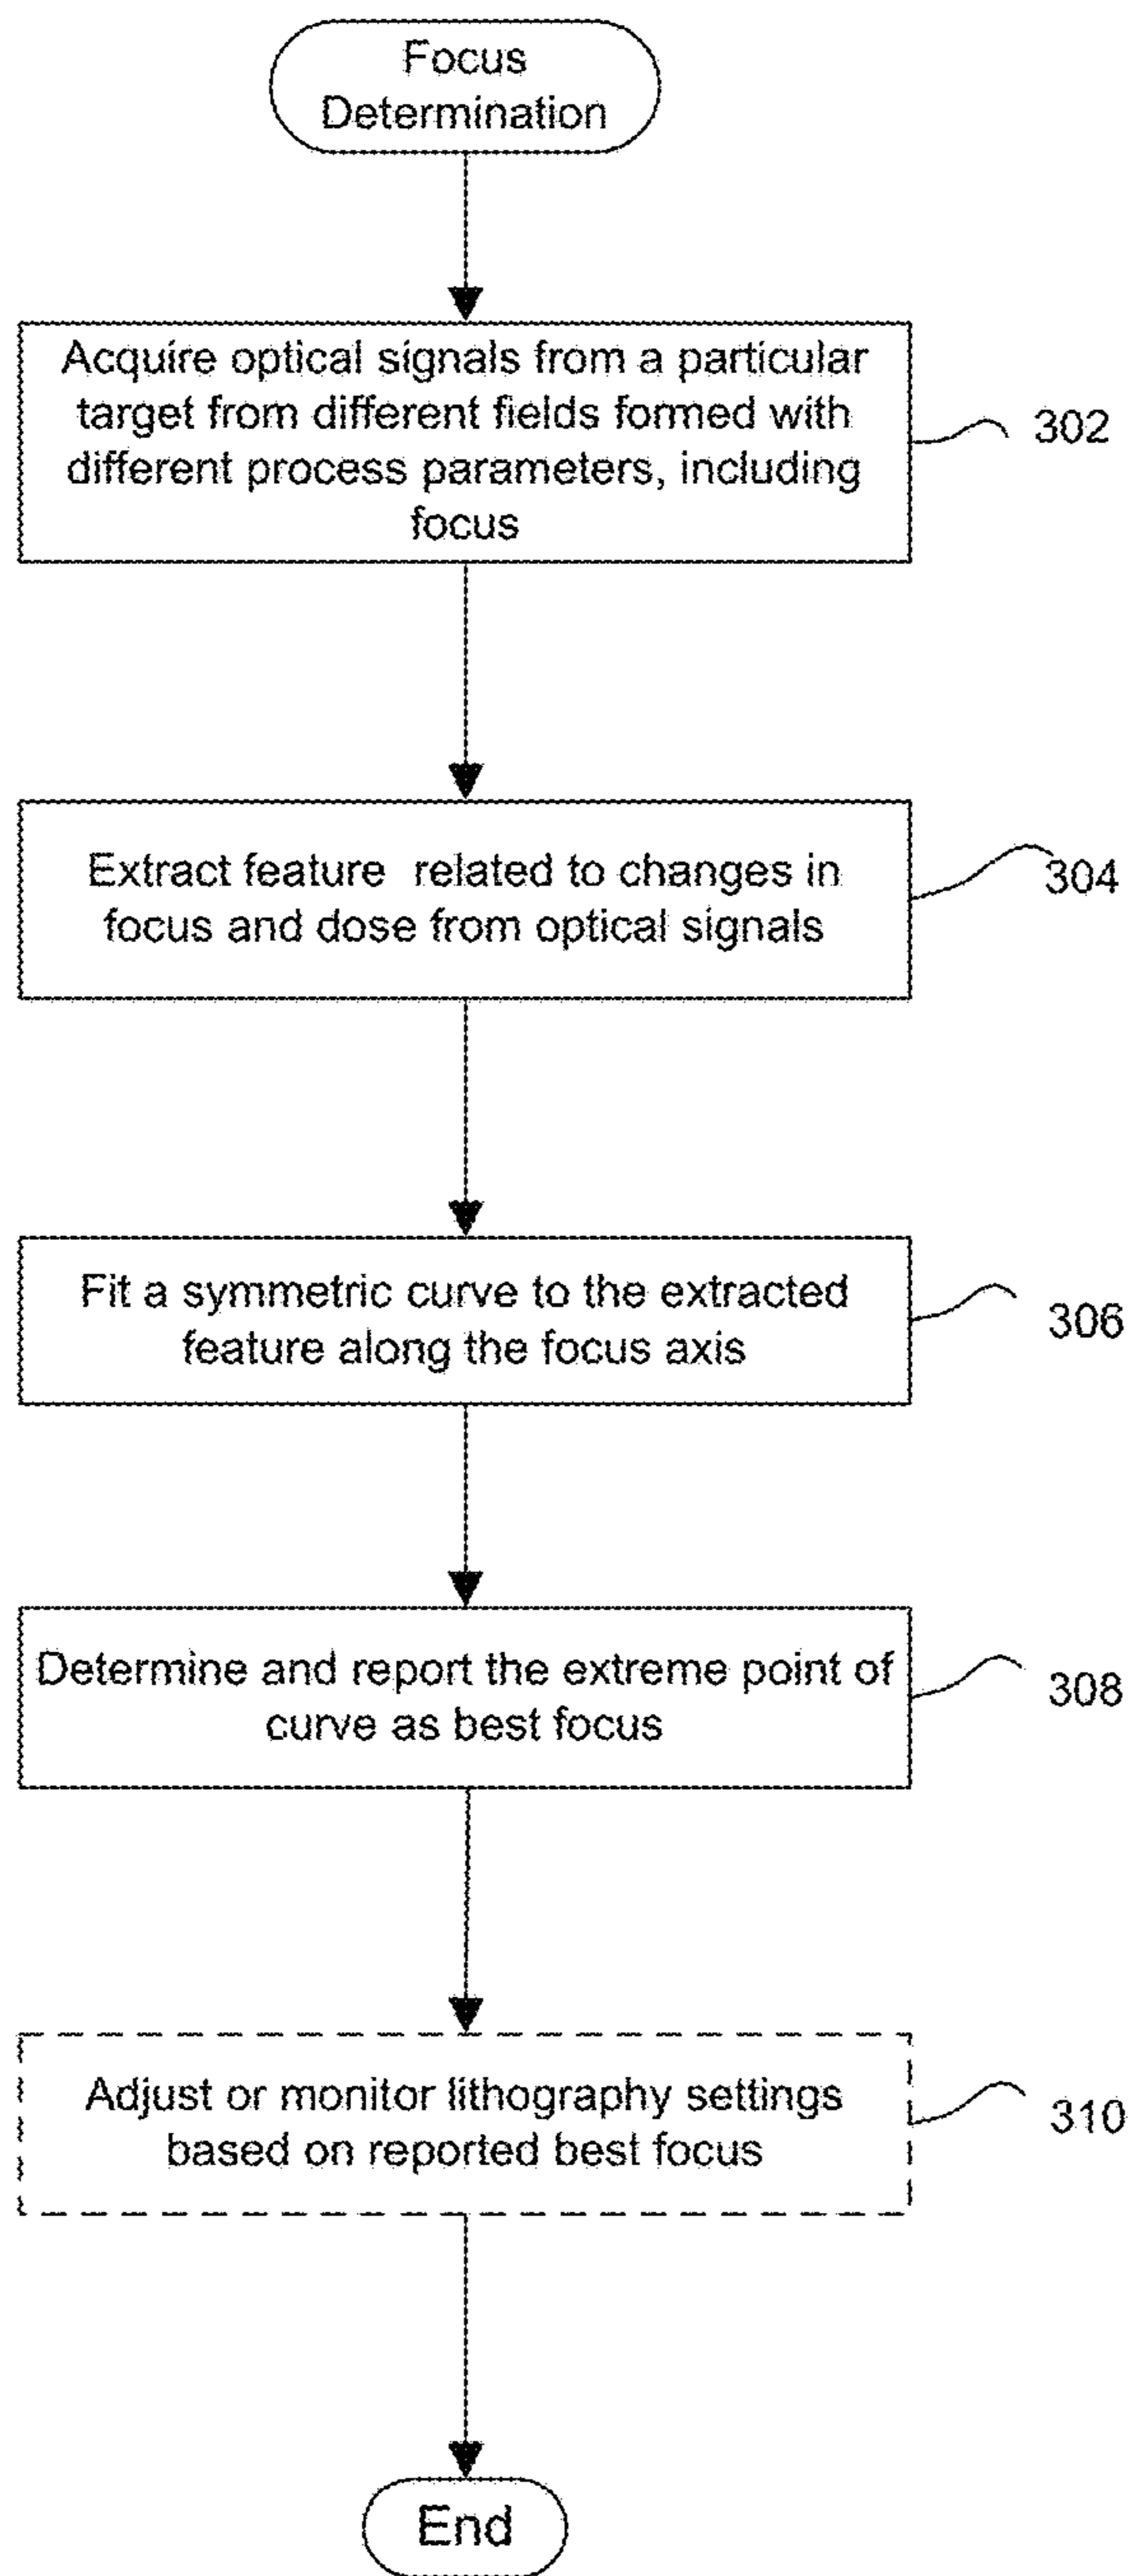 Focus
Determination
Acquire optical signals from a particular
target from different fields formed with
different process parameters, including
focus
302
Extract feature related to changes in
focus and dose from optical signals
304
Fit a symmetric curve to the extracted
feature along the focus axis
306
Determine and report the extreme point of
curve as best focus
308
Adjust or monitor lithography settings
based on reported best focus
310
End